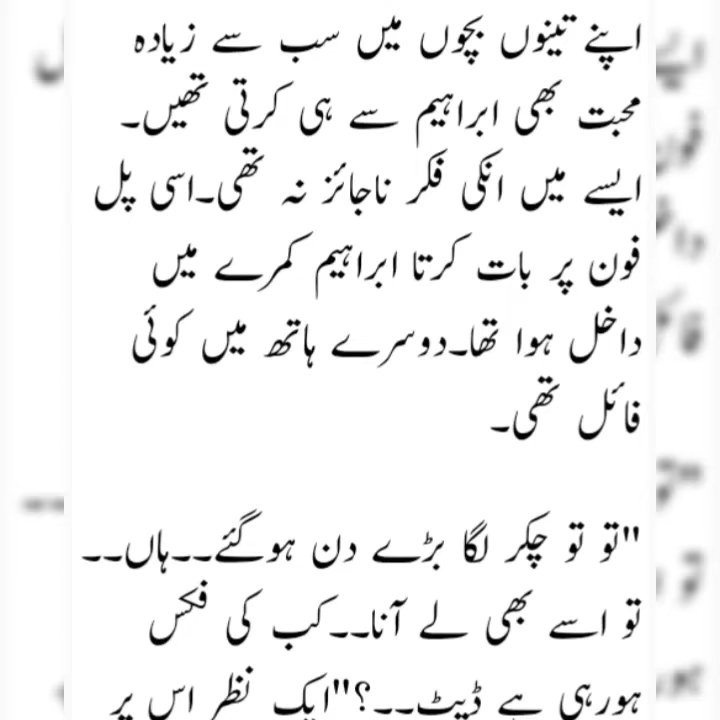 اپنے تینوں بچوں میں سب سے زیادہ
محبت بھی ابراہیم سے ہی کرتی تھیں۔
ایسے میں انکی فکر ناجائز نہ تھی۔اسی پل
فون پر بات کرتا ابراہیم کمرے میں
داخل ہوا تھا۔دوسرے ہاتھ میں کوئی
فائل تھی۔
"تو تو چکر لگا بڑے دن ہوگئے۔۔ہاں۔۔
تو اسے بھی لے آنا۔۔کب کی فکس
ہورہی ہے ڈیٹ۔۔؟"ایک نظر اس پر